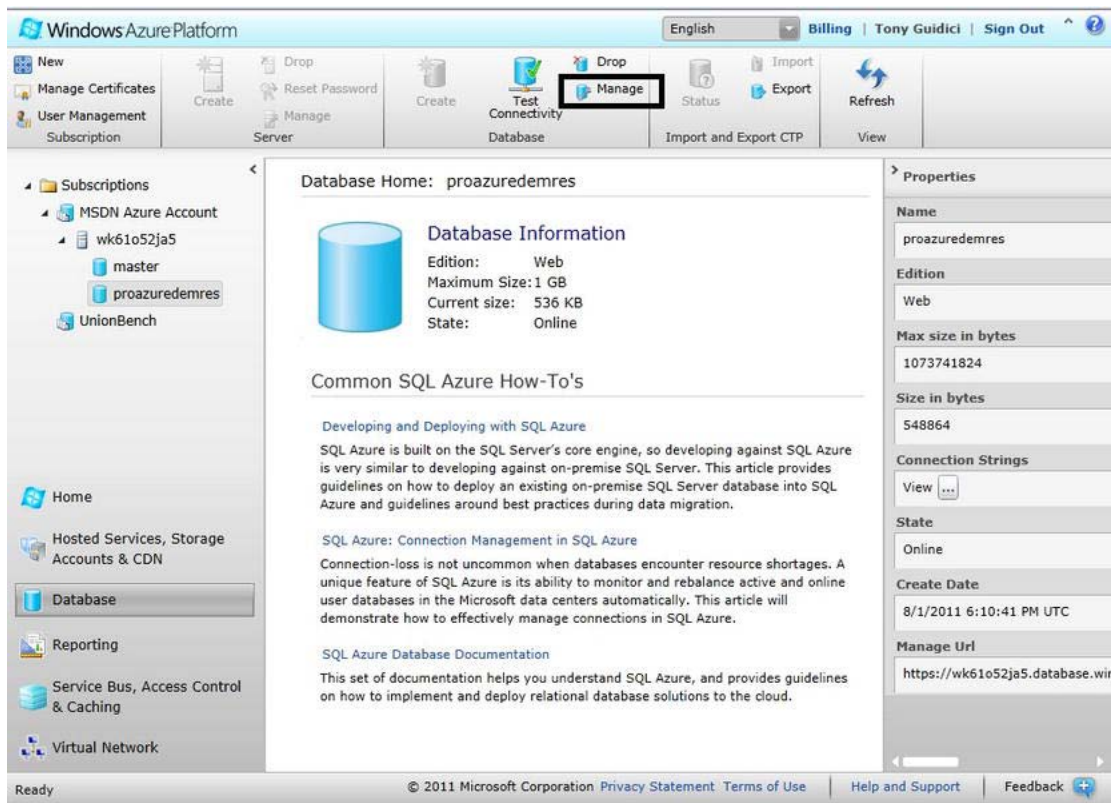 Windows Azure Platform
English
Billing | Tony Guidici | Sign Out
New
Manage Certificates
User Management
Subscription
Create
Drop
Reset Password
Manage
Server
Create
Test Connectivity
Drop
Manage
Database
Status
Import
Export
Import and Export CTP
Refresh
View
Subscriptions
MSDN Azure Account
wk61o52ja5
master
proazuredemres
UnionBench
Home
Hosted Services, Storage
Accounts & CDN
Database
Reporting
Service Bus, Access Control
& Caching
Virtual Network
Database Home: proazuredemres
Database Information
Edition: Web
Maximum Size: 1 GB
Current size: 536 KB
State: Online
Common SQL Azure How-To's
Developing and Deploying with SQL Azure
SQL Azure is built on the SQL Server's core engine, so developing against SQL Azure
is very similar to developing against on-premise SQL Server. This article provides
guidelines on how to deploy an existing on-premise SQL Server database into SQL
Azure and guidelines around best practices during data migration.
SQL Azure: Connection Management in SQL Azure
Connection-loss is not uncommon when databases encounter resource shortages. A
unique feature of SQL Azure is its ability to monitor and rebalance active and online
user databases in the Microsoft data centers automatically. This article will
demonstrate how to effectively manage connections in SQL Azure.
SQL Azure Database Documentation
This set of documentation helps you understand SQL Azure, and provides guidelines
on how to implement and deploy relational database solutions to the cloud.
Properties
Name
proazuredemres
Edition
Web
Max size in bytes
1073741824
Size in bytes
548864
Connection Strings
View ...
State
Online
Create Date
8/1/2011 6:10:41 PM UTC
Manage Url
https://wk61o52ja5.database.wir
Ready
© 2011 Microsoft Corporation Privacy Statement Terms of Use
Help and Support
Feedback